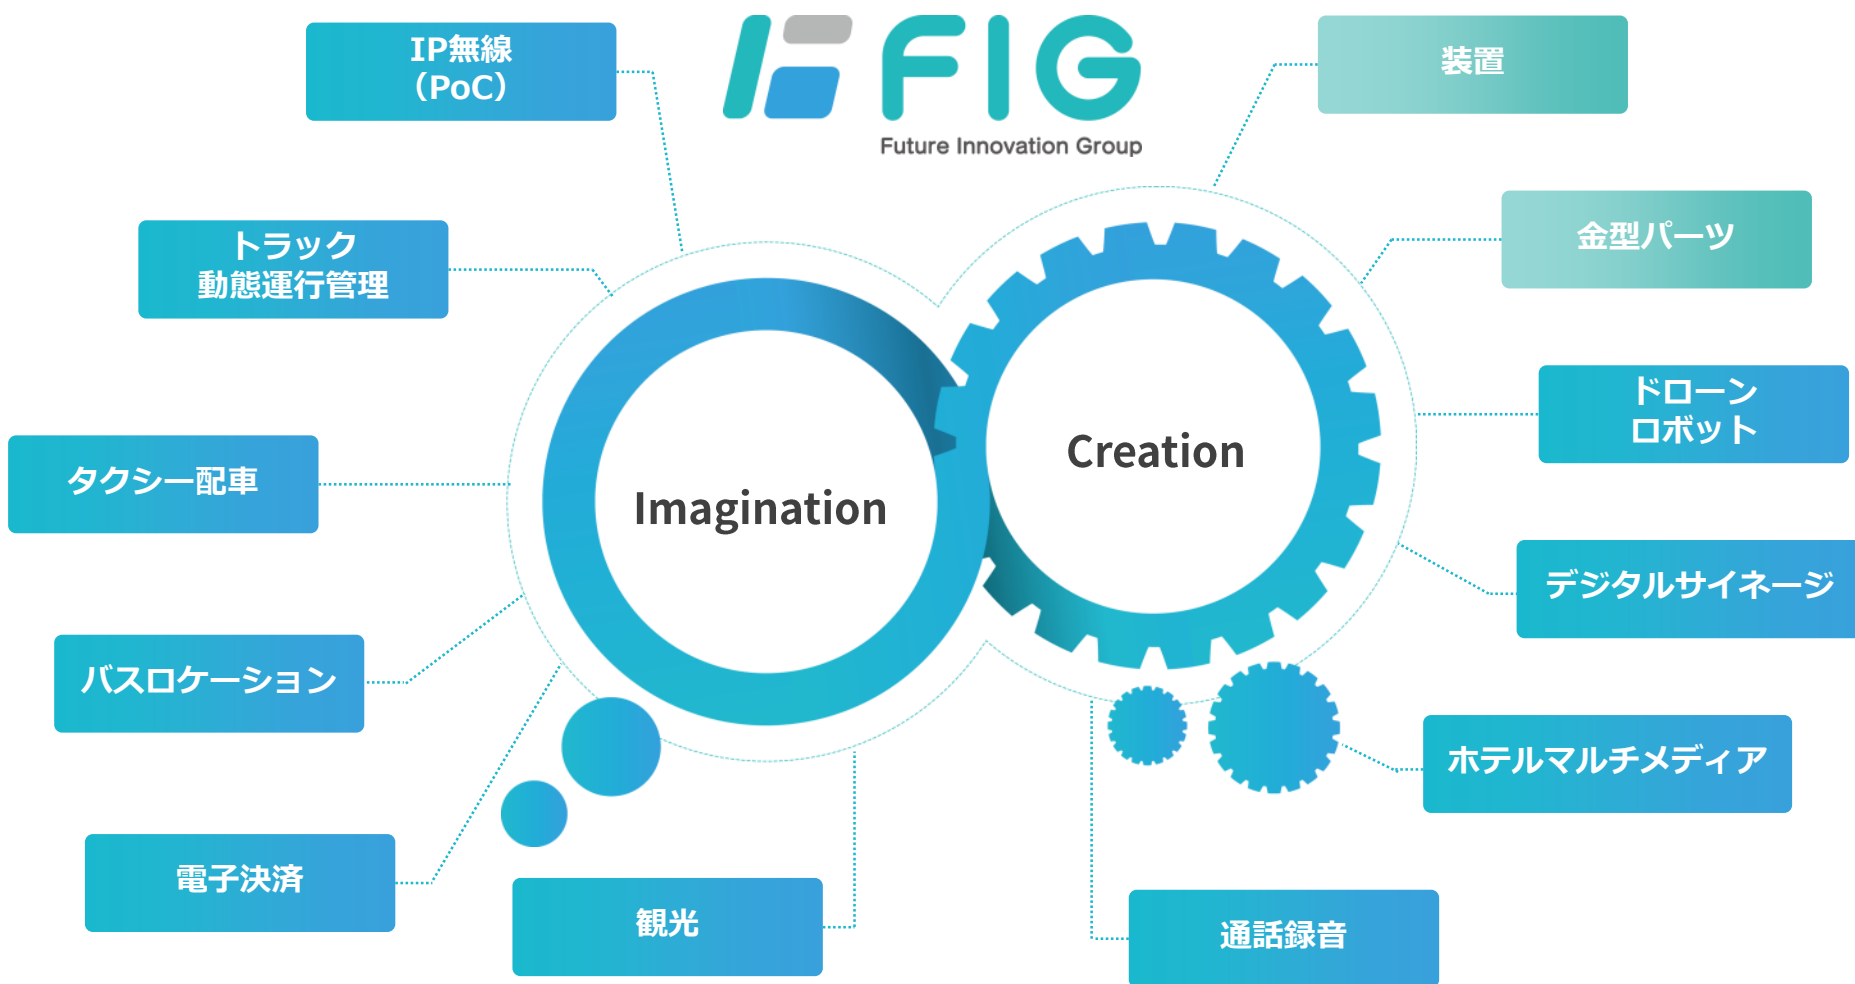 FIG
Future Innovation Group
IP無線
（PoC）
トラック
動態運行管理
タクシー配車
バスロケーション
電子決済
観光
Imagination
Creation
装置
金型パーツ
ドローン
ロボット
デジタルサイネージ
ホテルマルチメディア
通話録音